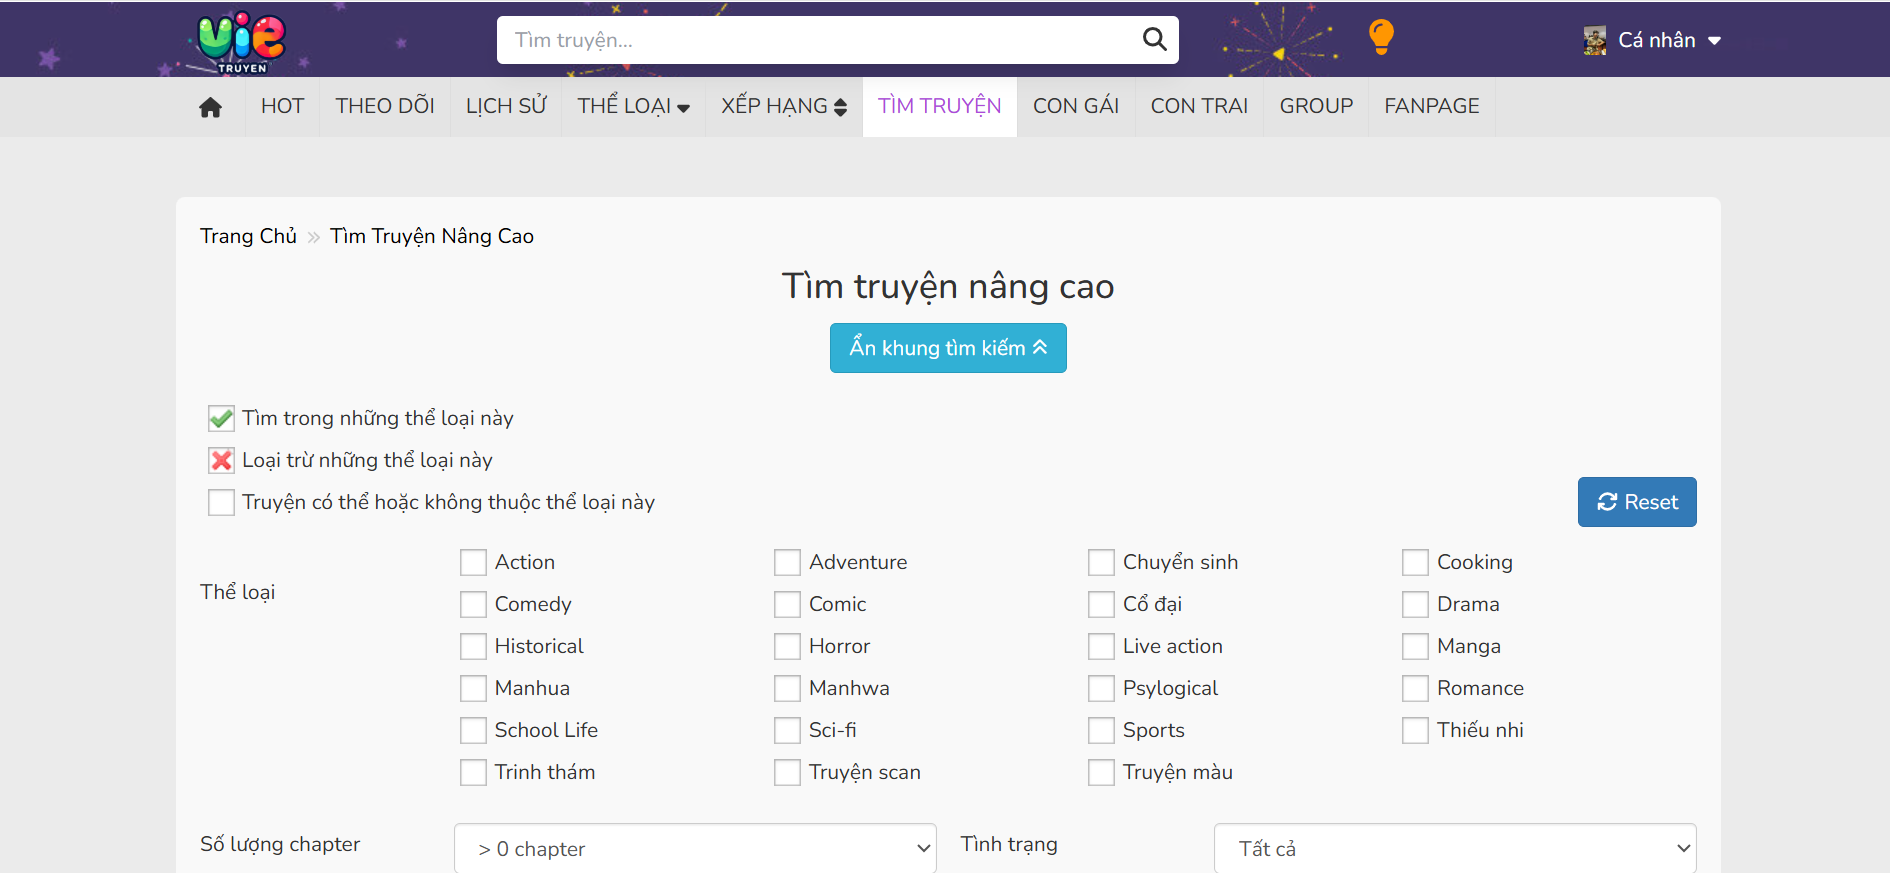 Vie
TRUYEN
Tìm truyện...
Cá nhân
HOT THEO DÕI LỊCH SỬ THỂ LOẠI XẾP HẠNG TÌM TRUYỆN CON GÁI CON TRAI GROUP FANPAGE
Trang Chủ » Tìm Truyện Nâng Cao
Tìm truyện nâng cao
Ẩn khung tìm kiếm
Tìm trong những thể loại này
Loại trừ những thể loại này
Truyện có thể hoặc không thuộc thể loại này
Reset
Thể loại
Action Adventure Chuyển sinh Cooking
Comedy Comic Cổ đại Drama
Historical Horror Live action Manga
Manhua Manhwa Psylogical Romance
School Life Sci-fi Sports Thiếu nhi
Trinh thám Truyện scan Truyện màu
Số lượng chapter > 0 chapter Tình trạng Tất cả